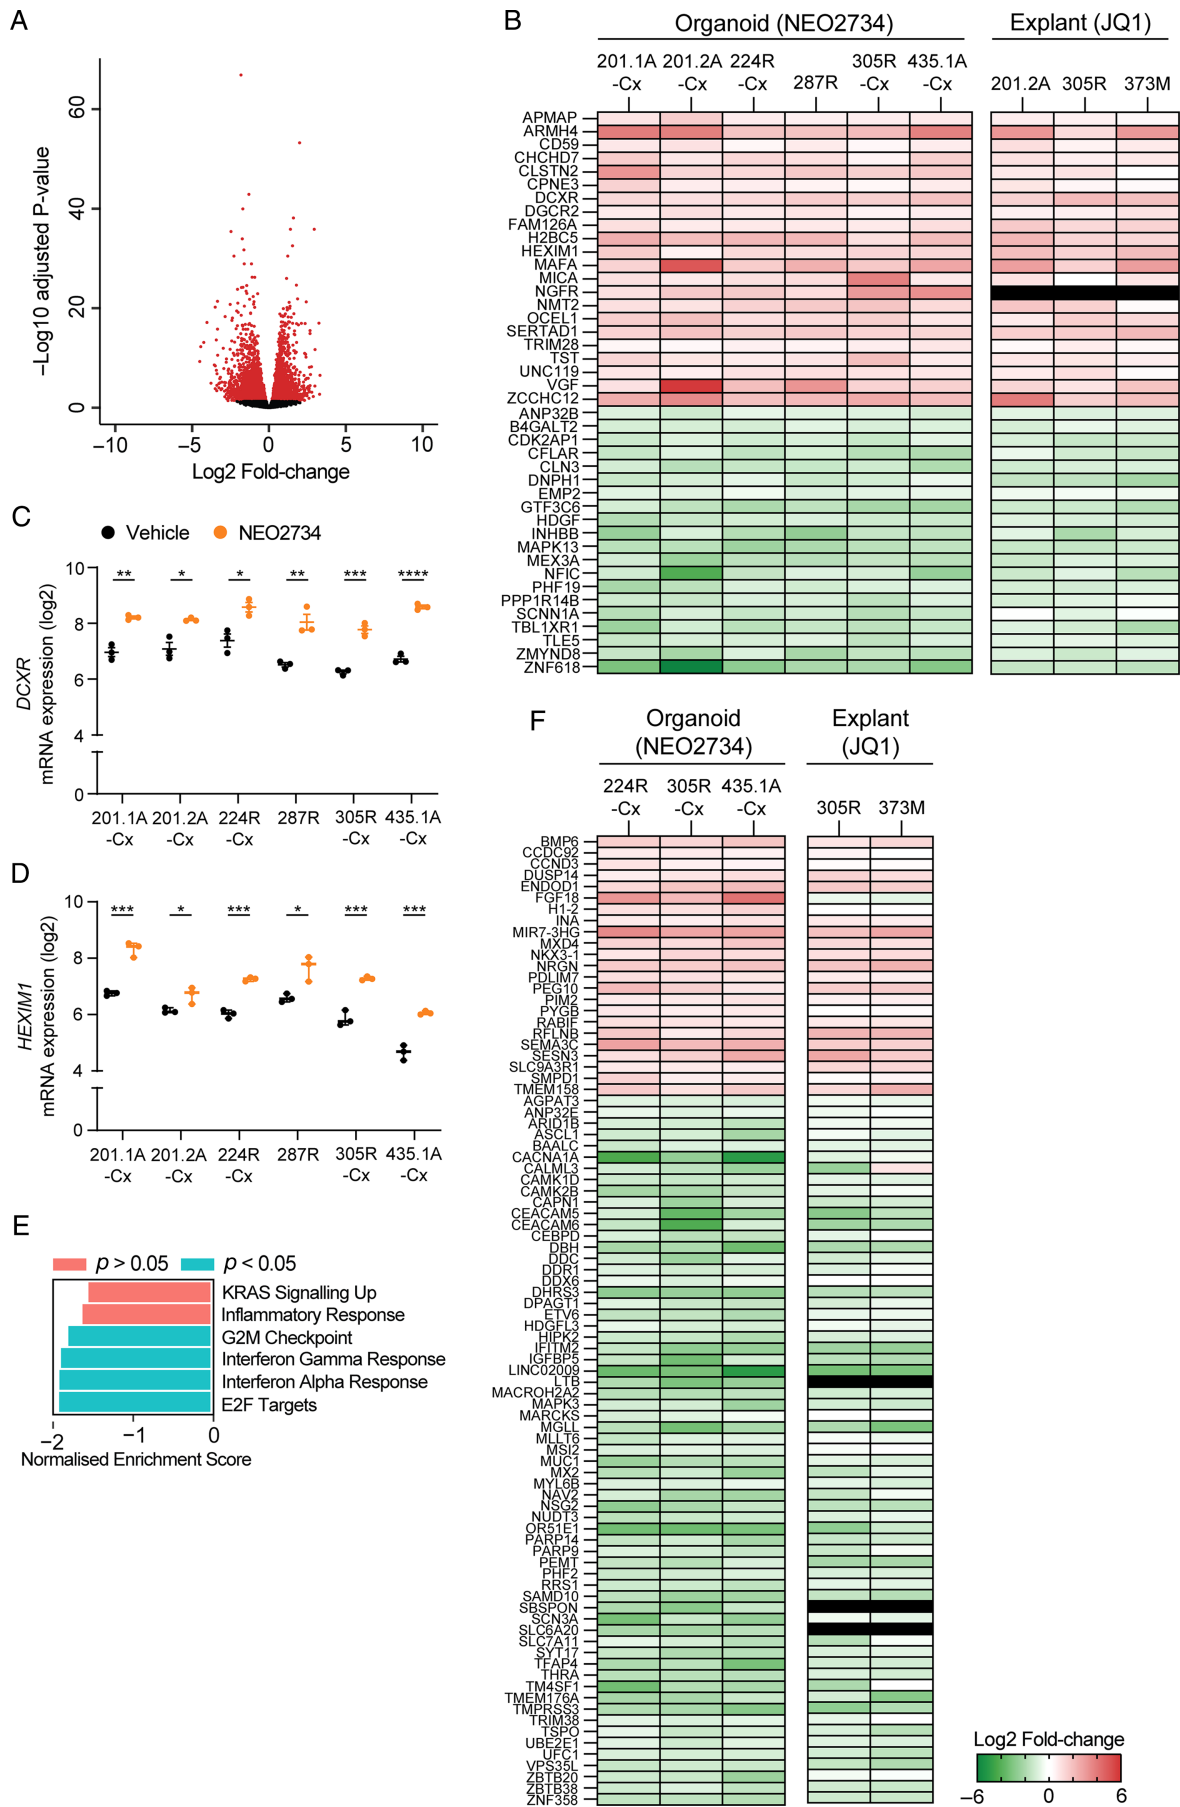 A
−Log10 adjusted P-value
60
40
20
0
−10
−5
0
5
10
Log2 Fold-change
B
Organoid (NEO2734)
Explant (JQ1)
201.1A
-Cx
201.2A
-Cx
224R
-Cx
287R
305R
-Cx
435.1A
-Cx
201.2A
305R
373M
APMAP
ARMH4
CD59
CHCHD7
CLSTN2
CPNE3
DCXR
DGCR2
FAM126A
H2BC5
HEXIM1
MAFA
MICA
NGFR
NMT2
OCEL1
SERTAD1
TRIM28
TST
UNC119
VGF
ZCCHC12
ANP32B
B4GALT2
CDK2AP1
CFLAR
CLN3
DNPH1
EMP2
GTF3C6
HDGF
INHBB
MAPK13
MEX3A
NFIC
PHF19
PPP1R14B
SCNN1A
TBL1XR1
TLE5
ZMYND8
ZNF618
C
Vehicle
NEO2734
DCXR
mRNA expression (log2)
10
8
6
4
0
**
*
*
**
***
****
201.1A
-Cx
201.2A
-Cx
224R
-Cx
287R
305R
-Cx
435.1A
-Cx
D
HEXIM1
mRNA expression (log2)
10
8
6
4
0
***
*
***
*
***
***
201.1A
-Cx
201.2A
-Cx
224R
-Cx
287R
305R
-Cx
435.1A
-Cx
E
p > 0.05
p < 0.05
KRAS Signalling Up
Inflammatory Response
G2M Checkpoint
Interferon Gamma Response
Interferon Alpha Response
E2F Targets
−2
−1
0
Normalised Enrichment Score
F
Organoid
(NEO2734)
Explant
(JQ1)
224R
-Cx
305R
-Cx
435.1A
-Cx
305R
373M
BMP6
CCDC92
CCND3
DUSP14
ENDOD1
FGF18
H1-2
INA
MIR7-3HG
MXD4
NKX3-1
NRGN
PDLIM7
PEG10
PIM2
PYGB
RABIF
RFLNB
SEMA3C
SESN3
SLC9A3R1
SMPD1
TMEM158
AGPAT3
ANP32E
ARID1B
ASCL1
BAALC
CACNA1A
CALML3
CAMK1D
CAMK2B
CAPN1
CEACAM5
CEACAM6
CEBPD
DBH
DDC
DDR1
DDX6
DHRS3
DPAGT1
ETV6
HDGFL3
HIPK2
IFITM2
IGFBP5
LINC02009
LTB
MACROH2A2
MAPK3
MARCKS
MGLL
MLLT6
MSI2
MUC1
MX2
MYL6B
NAV2
NSG2
NUDT3
OR51E1
PARP14
PARP9
PEMT
PHF2
RRS1
SAMD10
SBSPON
SCN3A
SLC6A20
SLC7A11
SYT17
TFAP4
THRA
TM4SF1
TMEM176A
TMPRSS3
TRIM38
TSPO
UBE2E1
UFC1
VPS35L
ZBTB20
ZBTB38
ZNF358
Log2 Fold-change
−6
0
6